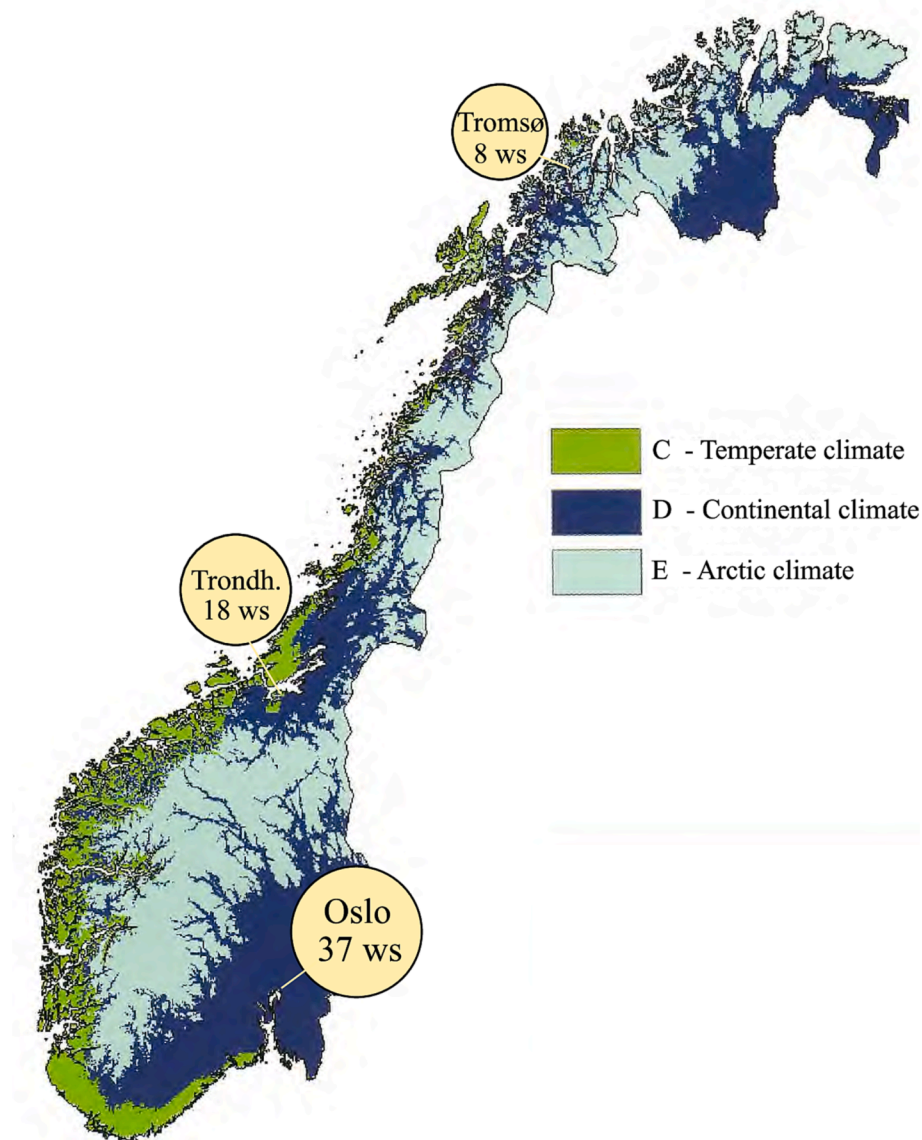 Tromsø
8 ws
C - Temperate climate
D - Continental climate
E - Arctic climate
Trondh.
18 ws
Oslo
37 ws